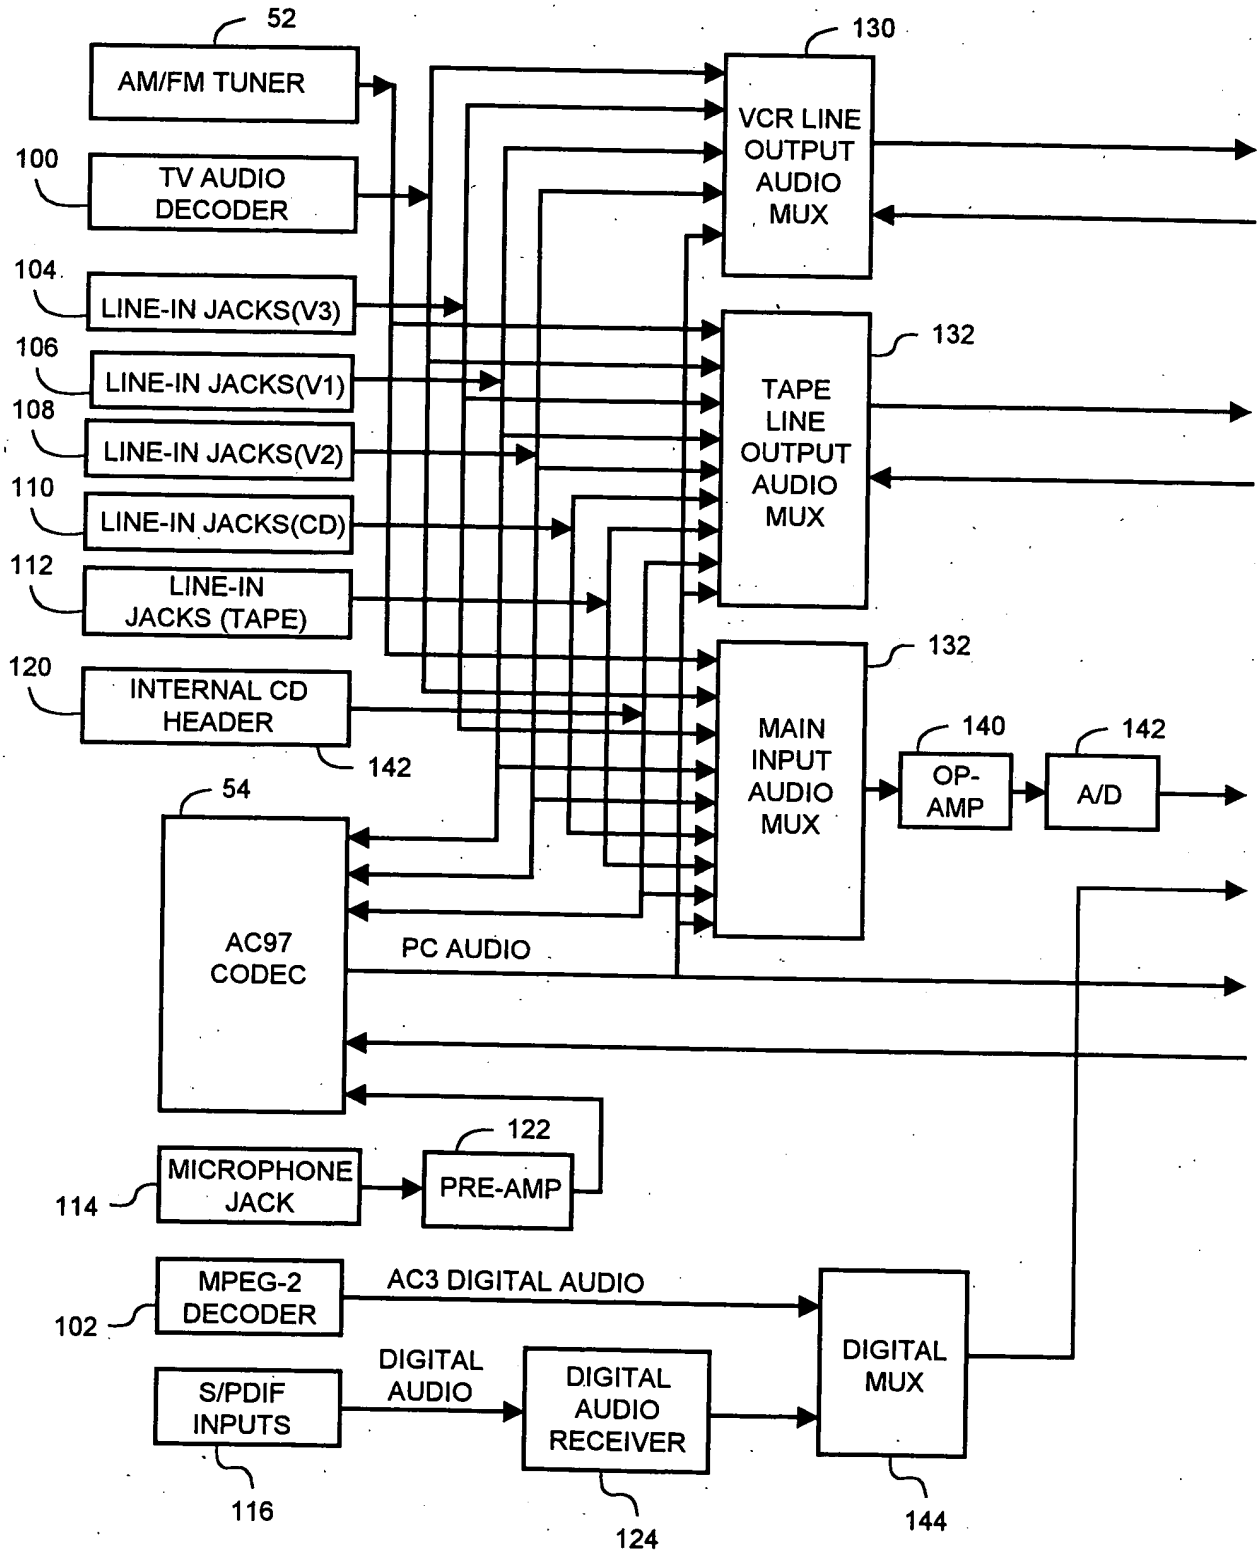 52
AM/FM TUNER
100
TV AUDIO
DECODER
104
LINE-IN JACKS(V3)
106
LINE-IN JACKS(V1)
108
LINE-IN JACKS(V2)
110
LINE-IN JACKS(CD)
112
LINE-IN
JACKS (TAPE)
120
INTERNAL CD
HEADER
142
130
VCR LINE
OUTPUT
AUDIO
MUX
132
TAPE
LINE
OUTPUT
AUDIO
MUX
132
MAIN
INPUT
AUDIO
MUX
140
OP-
AMP
142
A/D
54
AC97
CODEC
PC AUDIO
122
MICROPHONE
JACK
114
PRE-AMP
MPEG-2
DECODER
102
AC3 DIGITAL AUDIO
DIGITAL
MUX
144
S/PDIF
INPUTS
116
DIGITAL
AUDIO
DIGITAL
AUDIO
RECEIVER
124